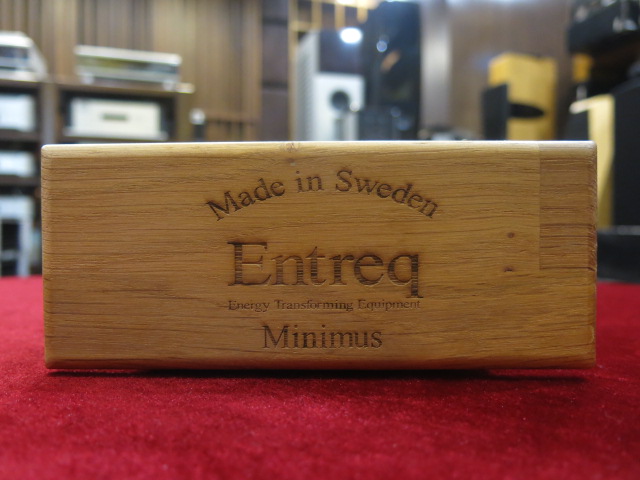 Made in Sweden
Entreq
Energy Transforming Equipment
Minimus